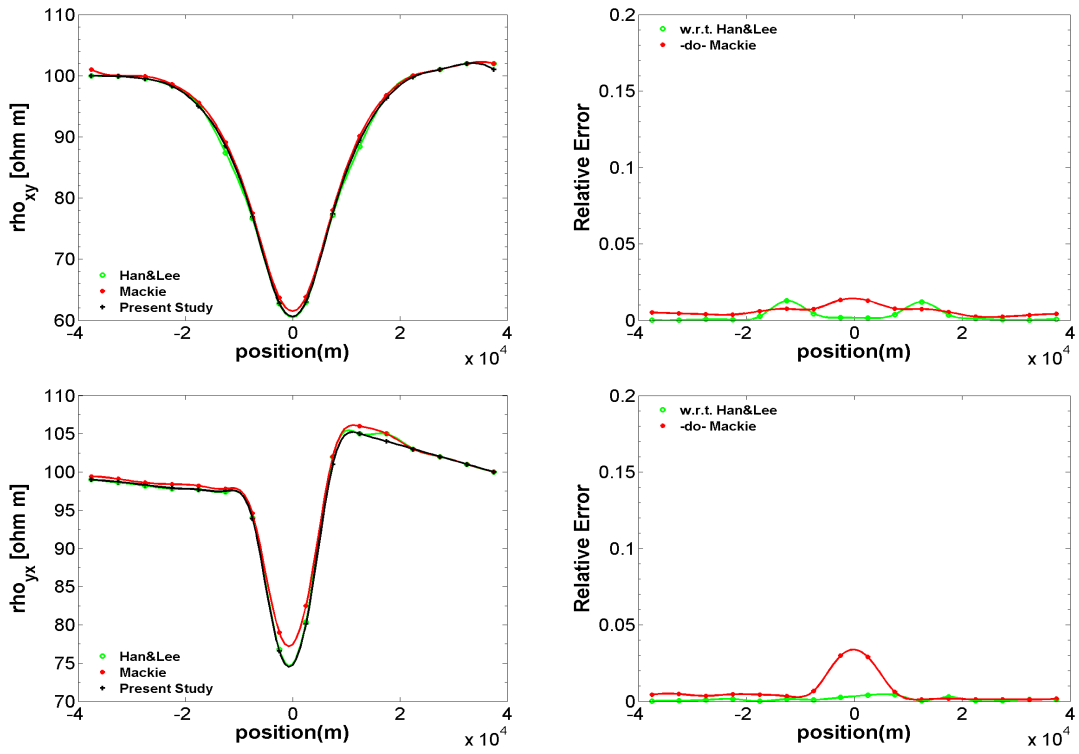 110
100
90
80
70
60
rho_xy [ohm m]
Han&Lee
Mackie
Present Study
-4 -2 0 2 4
position(m)
x 10^4
0.2
0.15
0.1
0.05
0
Relative Error
w.r.t. Han&Lee
-do- Mackie
-4 -2 0 2 4
position(m)
x 10^4
110
105
100
95
90
85
80
75
70
rho_yx [ohm m]
Han&Lee
Mackie
Present Study
-4 -2 0 2 4
position(m)
x 10^4
0.2
0.15
0.1
0.05
0
Relative Error
w.r.t. Han&Lee
-do- Mackie
-4 -2 0 2 4
position(m)
x 10^4